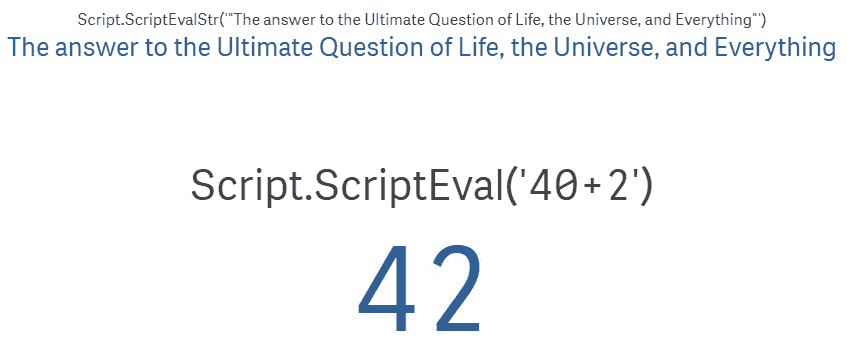 Script.ScriptEvalStr('"The answer to the Ultimate Question of Life, the Universe, and Everything"')
The answer to the Ultimate Question of Life, the Universe, and Everything
Script.ScriptEval('40+2')
42